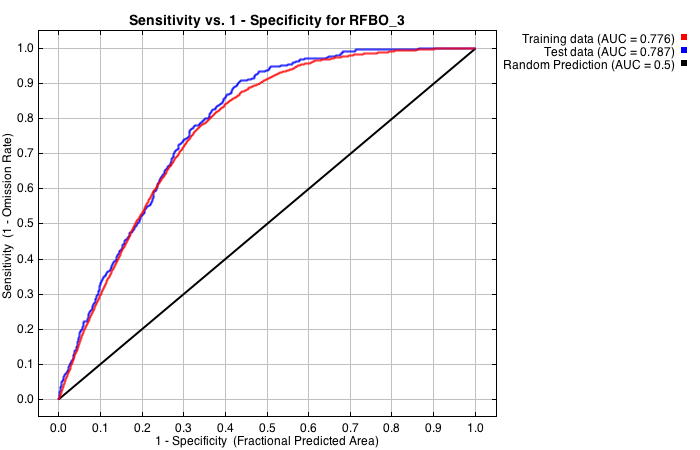 Sensitivity vs. 1 - Specificity for RFBO_3
Training data (AUC = 0.776)
Test data (AUC = 0.787)
Random Prediction (AUC = 0.5)
Sensitivity (1 - Omission Rate)
1.0
0.9
0.8
0.7
0.6
0.5
0.4
0.3
0.2
0.1
0.0
0.0 0.1 0.2 0.3 0.4 0.5 0.6 0.7 0.8 0.9 1.0
1 - Specificity (Fractional Predicted Area)